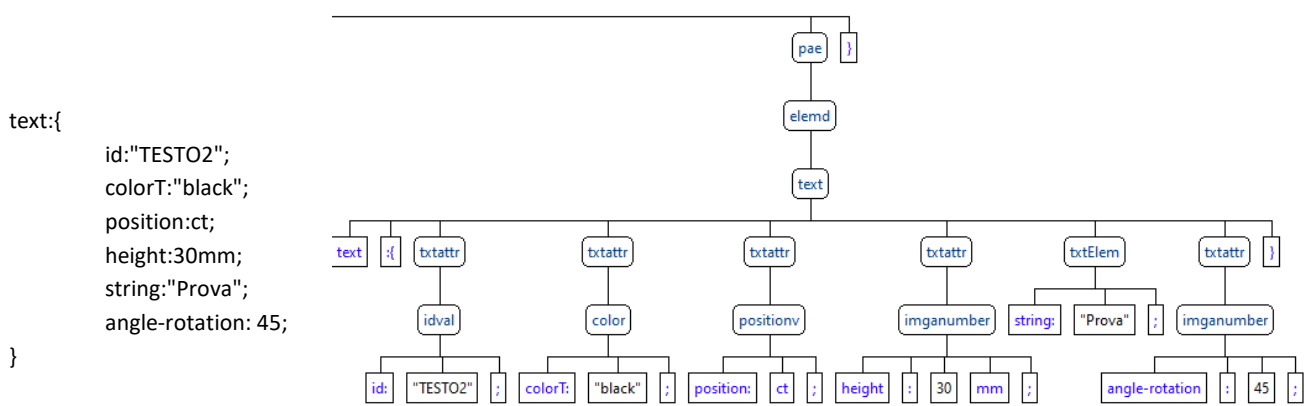 text:{
id:"TESTO2";
colorT:"black";
position:ct;
height:30mm;
string:"Prova";
angle-rotation: 45;
}
pae }
elemd
text
text :{ txtattr txtattr txtattr txtattr txtElem txtattr }
idval color positionv imganumber string: "Prova" ; imganumber
id: "TESTO2" ; colorT: "black" ; position: ct ; height : 30 mm ; angle-rotation : 45 ;